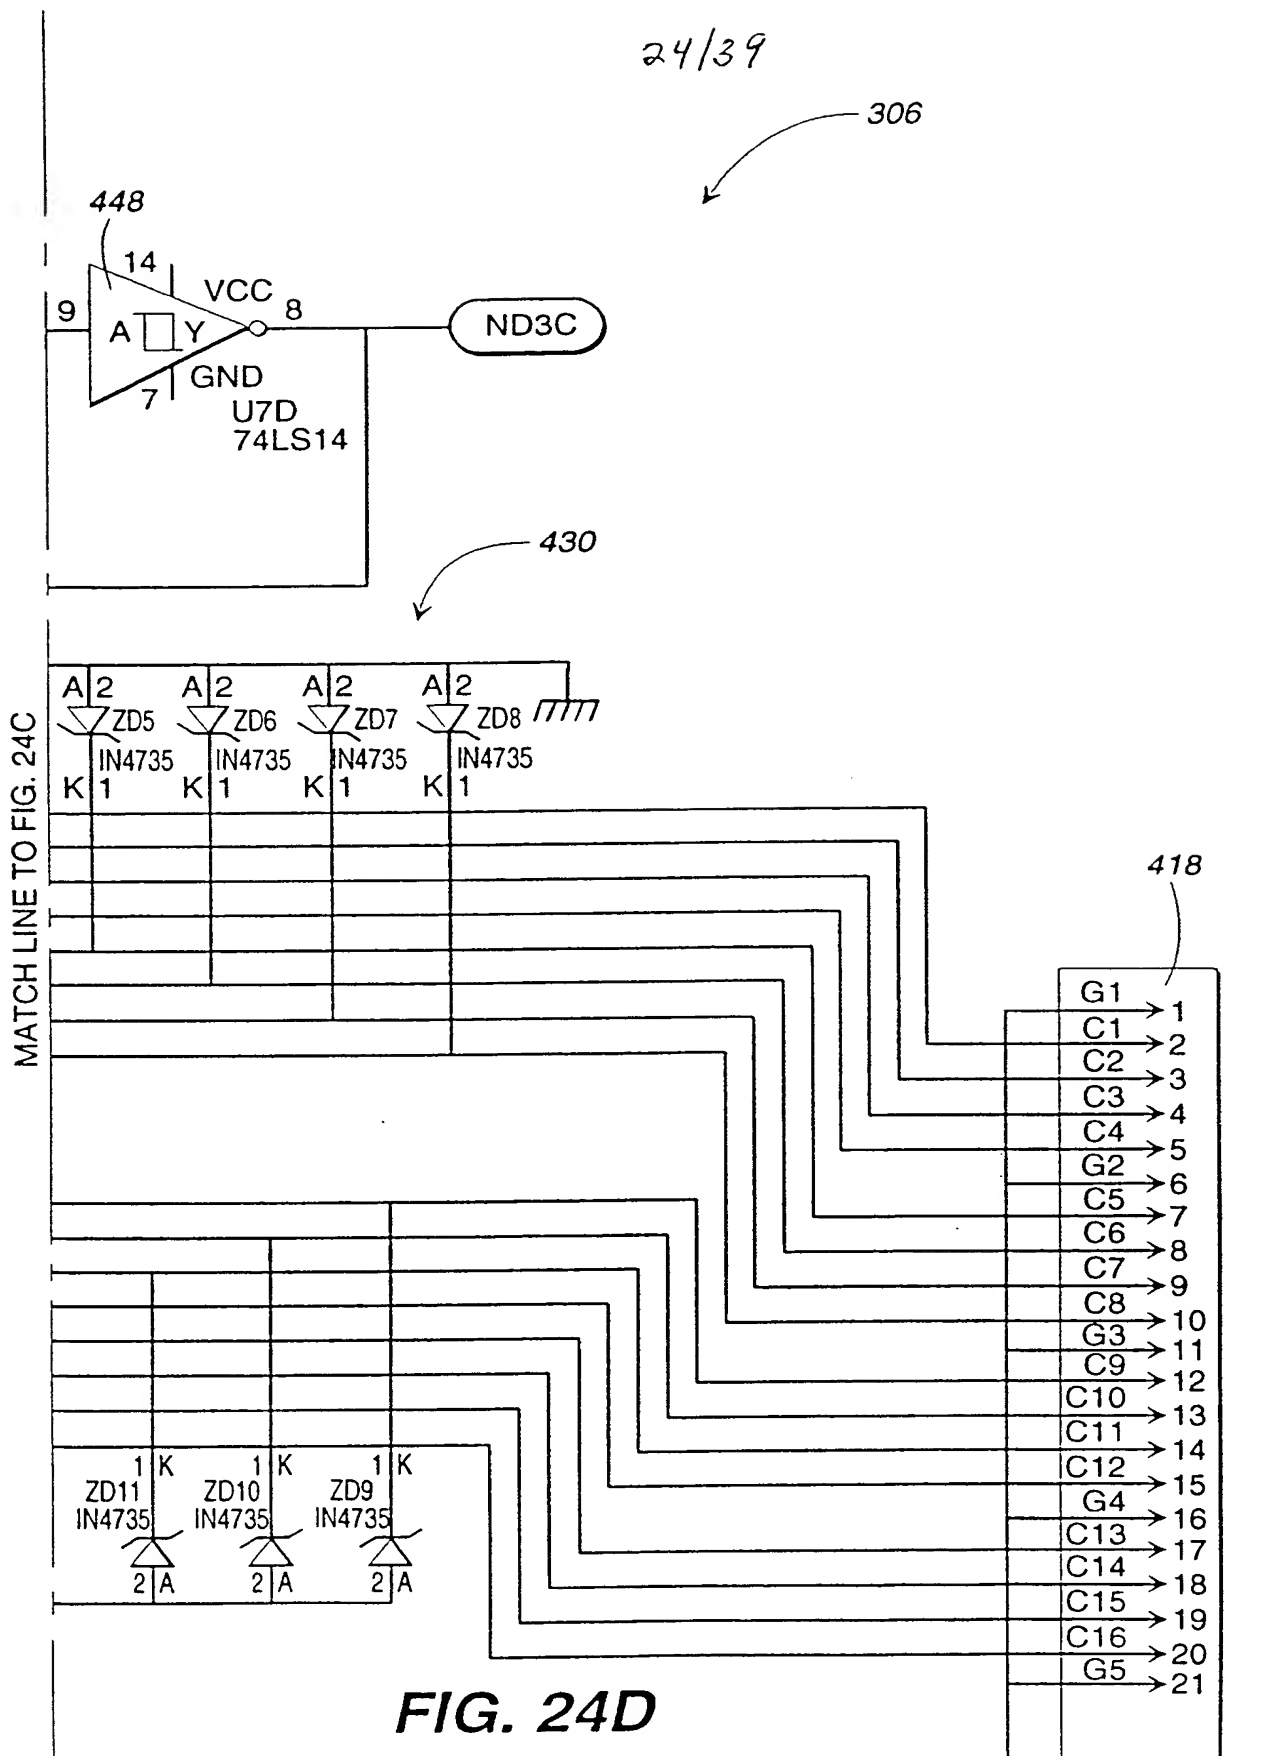 24/39
306
448
14
VCC
9
8
A
Y
ND3C
GND
7
U7D
74LS14
430
A 2 A 2 A 2 A 2
ZD5 ZD6 ZD7 ZD8
IN4735 IN4735 IN4735 IN4735
K 1 K 1 K 1 K 1
MATCH LINE TO FIG. 24C
418
G1 1
C1 2
C2 3
C3 4
C4 5
G2 6
C5 7
C6 8
C7 9
C8 10
G3 11
C9 12
C10 13
C11 14
C12 15
G4 16
C13 17
C14 18
C15 19
C16 20
G5 21
1 K 1 K 1 K
ZD11 ZD10 ZD9
IN4735 IN4735 IN4735
2 A 2 A 2 A
FIG. 24D